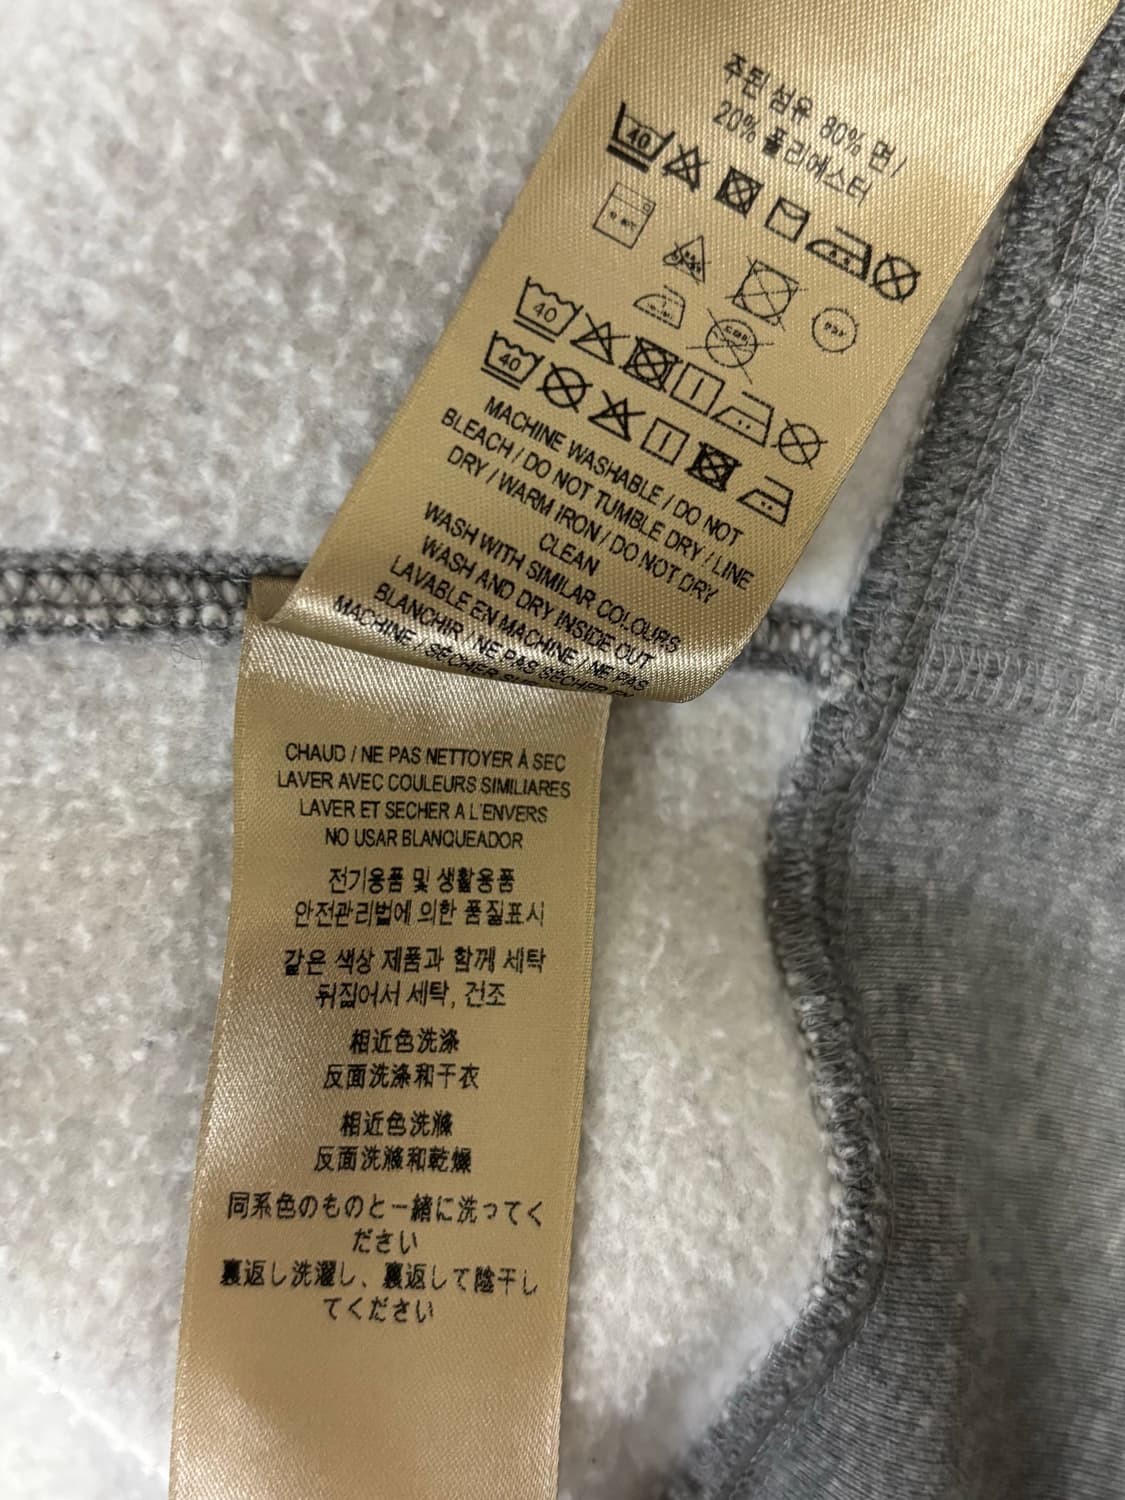 주된 섬유 80% 면 /
20% 폴리에스터
40
40
40
MACHINE WASHABLE / DO NOT
BLEACH / DO NOT TUMBLE DRY / LINE
DRY / WARM IRON / DO NOT DRY
CLEAN
WASH WITH SIMILAR COLOURS
WASH AND DRY INSIDE OUT
LAVABLE EN MACHINE / NE PAS
BLANCHIR / NE PAS SÉCHER EN
MACHINE / SÉCHER
CHAUD / NE PAS NETTOYER À SEC
LAVER AVEC COULEURS SIMILIARES
LAVER ET SECHER A L'ENVERS
NO USAR BLANQUEADOR
전기용품 및 생활용품
안전관리법에 의한 품질표시
같은 색상 제품과 함께 세탁
뒤집어서 세탁, 건조
相近色洗涤
反面洗涤和干衣
相近色洗滌
反面洗滌和乾燥
同系色のものと一緒に洗ってく
ださい
裏返し洗濯し、裏返して陰干し
てください